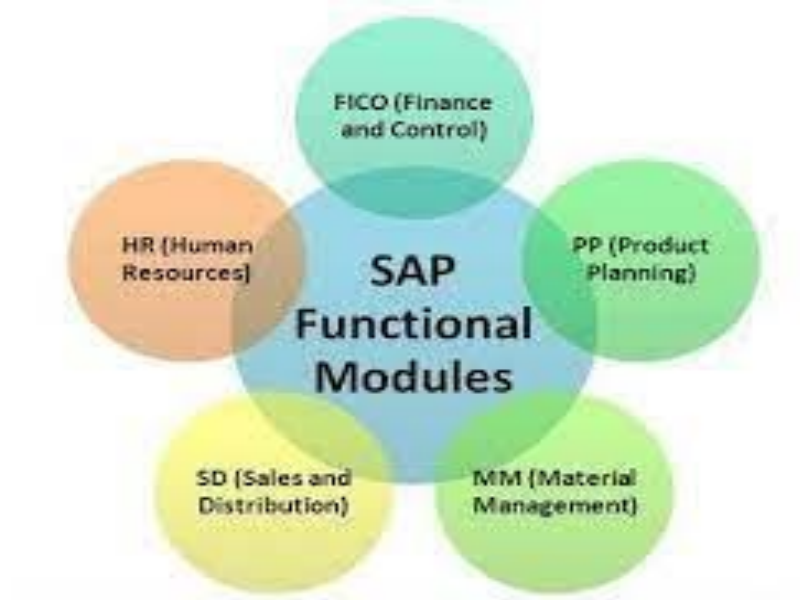 FICO (Finance
and Control)
HR (Human
Resources)
PP (Product
Planning)
SAP
Functional
Modules
SD (Sales and
Distribution)
MM (Material
Management)